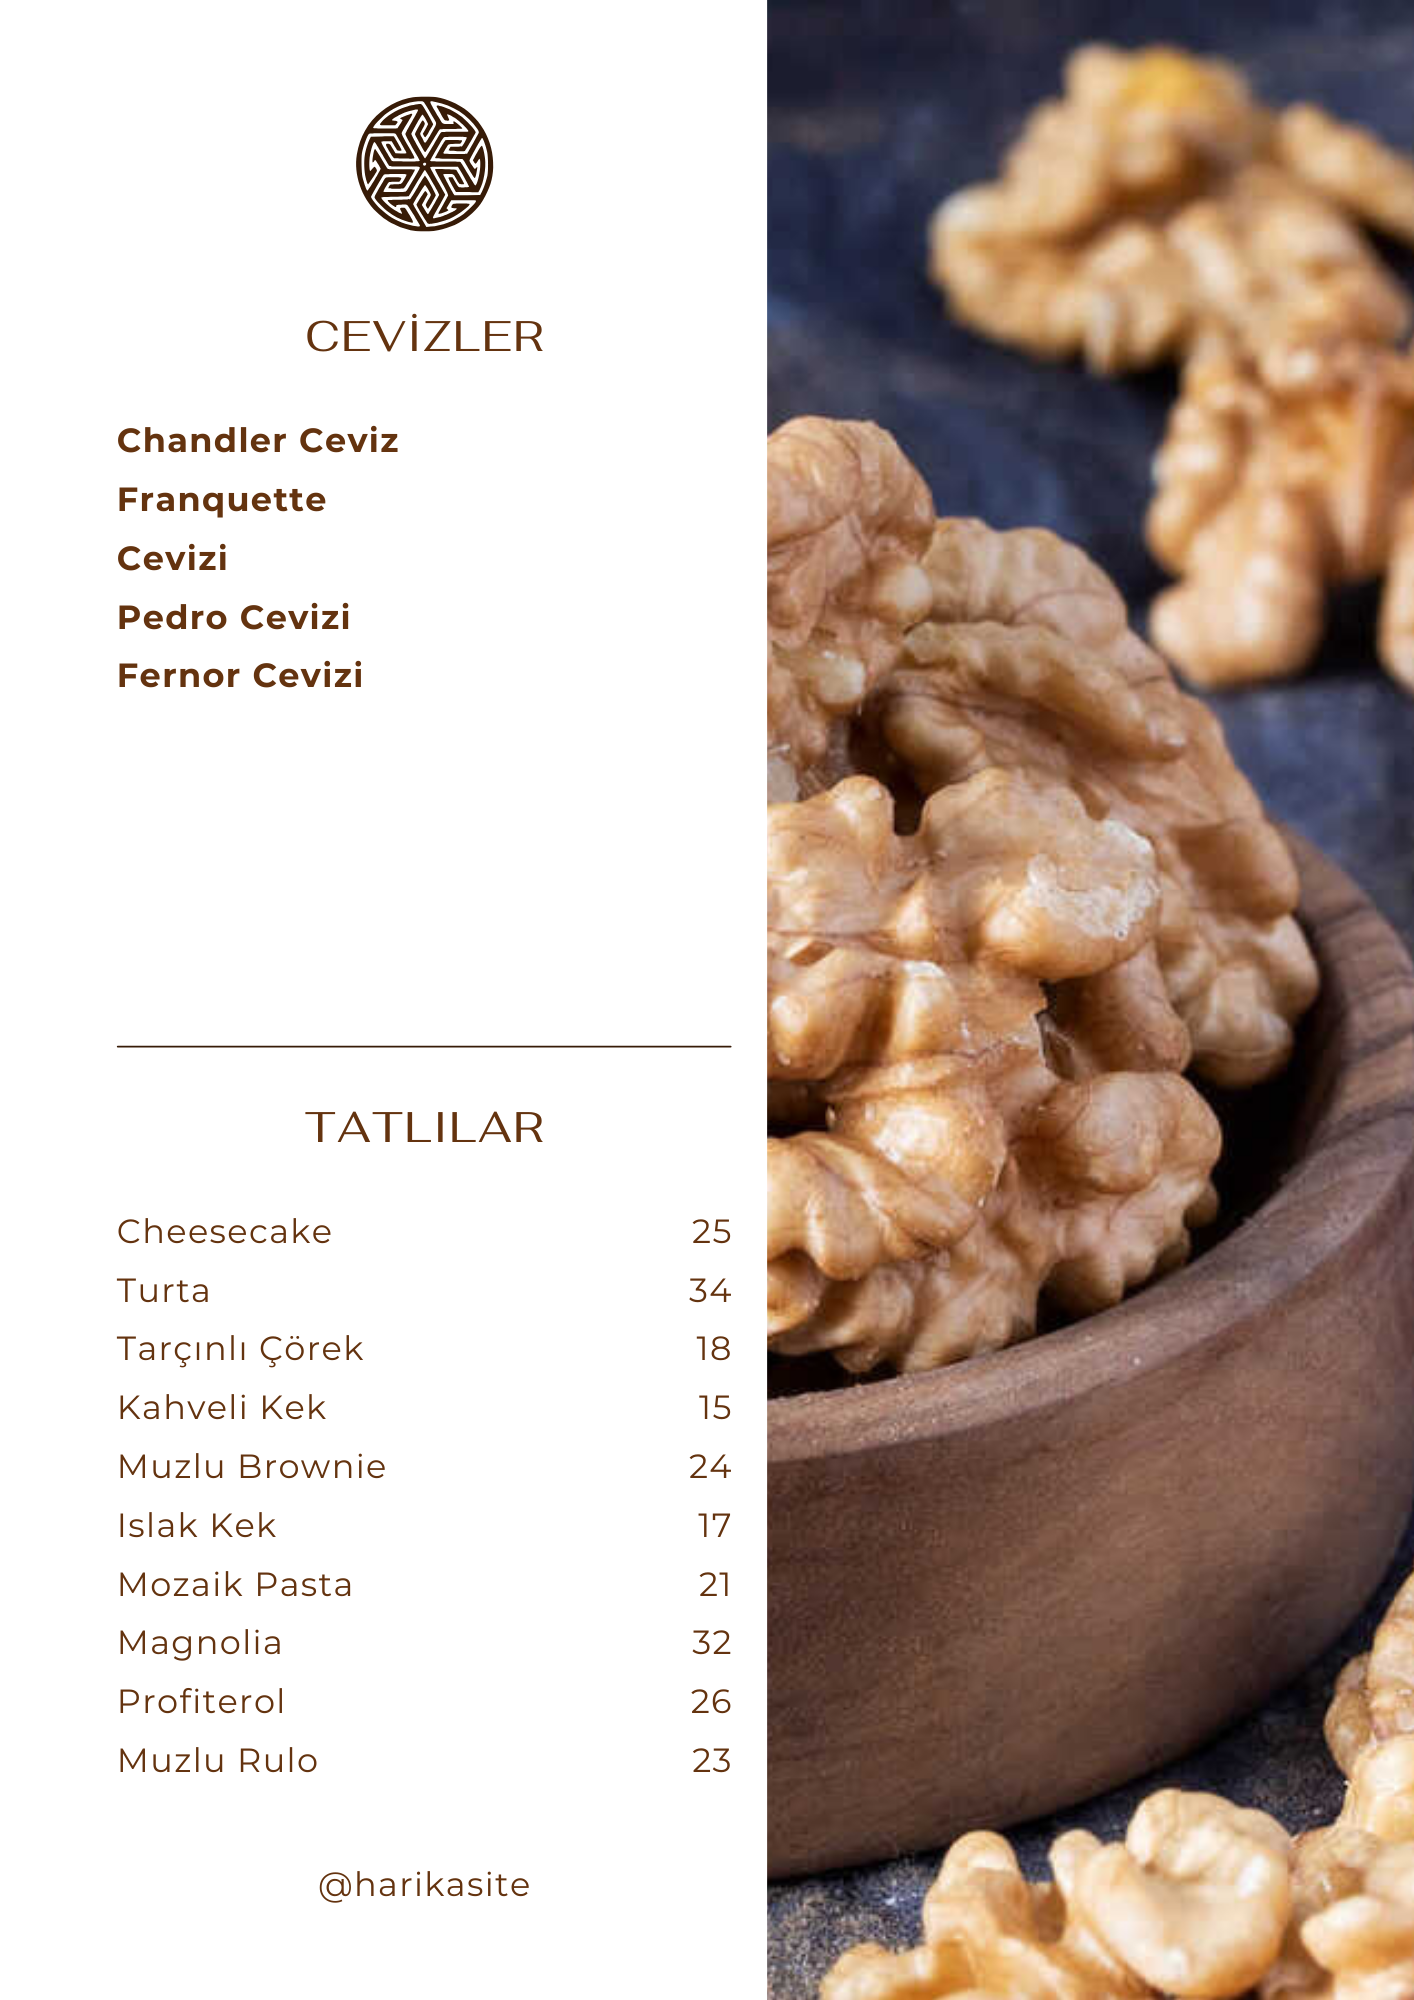 CEVİZLER
Chandler Ceviz
Franquette
Cevizi
Pedro Cevizi
Fernor Cevizi
TATLILAR
Cheesecake 25
Turta 34
Tarçınlı Çörek 18
Kahveli Kek 15
Muzlu Brownie 24
Islak Kek 17
Mozaik Pasta 21
Magnolia 32
Profiterol 26
Muzlu Rulo 23
@harikasite